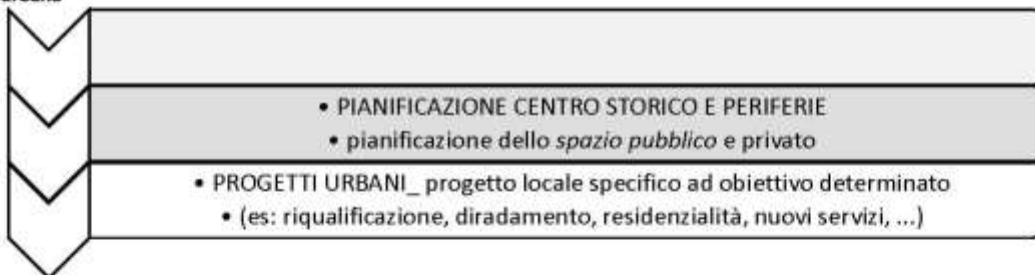 • PIANIFICAZIONE CENTRO STORICO E PERIFERIE
• pianificazione dello spazio pubblico e privato
• PROGETTI URBANI_ progetto locale specifico ad obiettivo determinato
• (es: riqualificazione, diradamento, residenzialità, nuovi servizi, ...)